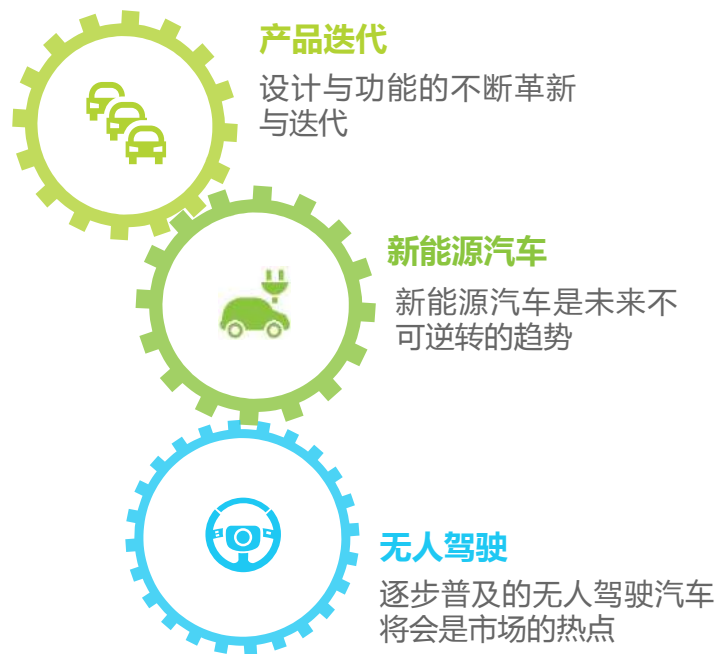 产品迭代
设计与功能的不断革新
与迭代
新能源汽车
新能源汽车是未来不
可逆转的趋势
无人驾驶
逐步普及的无人驾驶汽车
将会是市场的热点